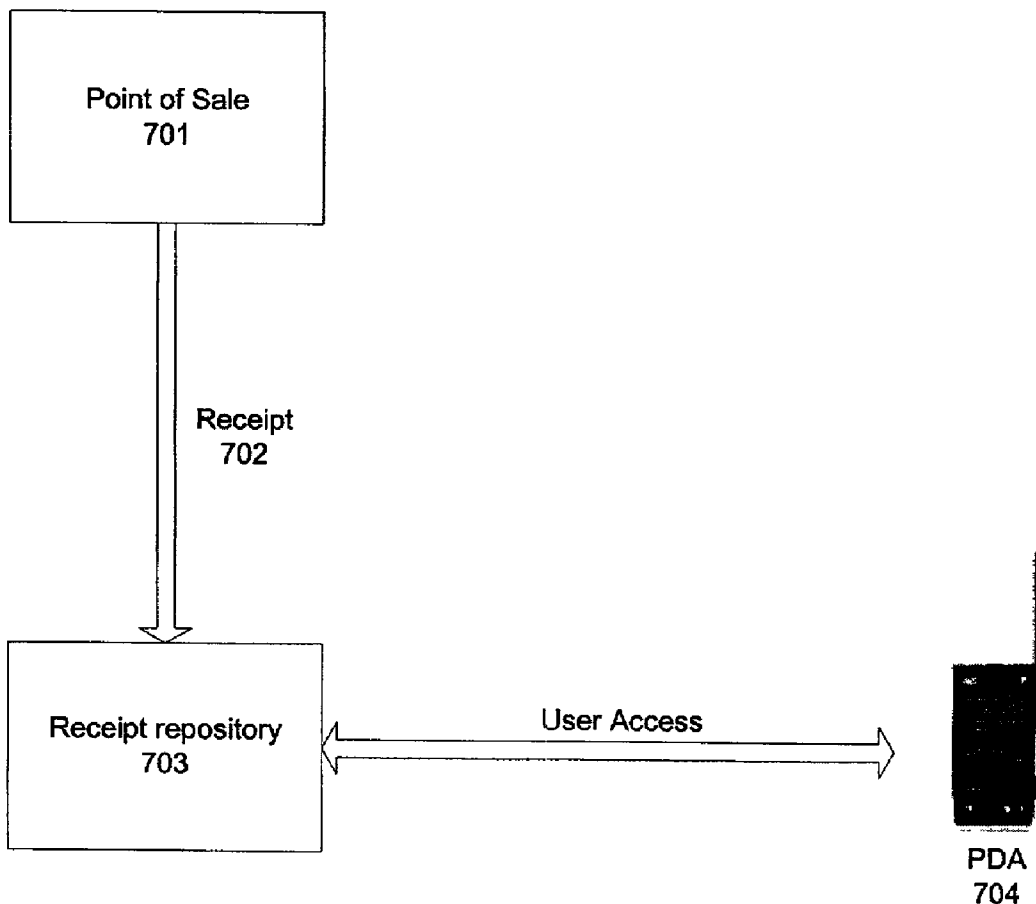 Point of Sale
701
Receipt
702
Receipt repository
703
User Access
PDA
704